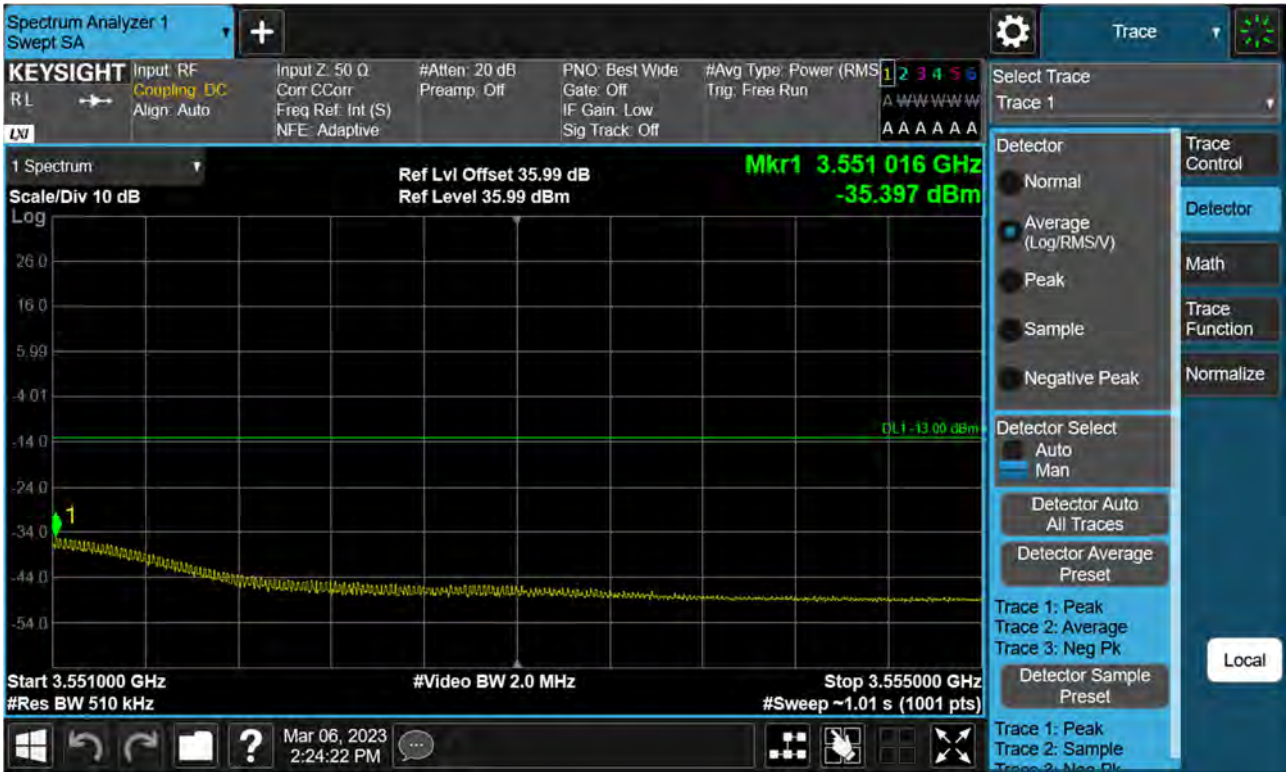 Spectrum Analyzer 1
Swept SA
Trace
KEYSIGHT
RL
LXI
Input: RF
Coupling: DC
Align: Auto
Input Z: 50 Ω
Corr CCorr
Freq Ref: Int (S)
NFE: Adaptive
#Atten: 20 dB
Preamp: Off
PNO: Best Wide
Gate: Off
IF Gain: Low
Sig Track: Off
#Avg Type: Power (RMS
Trig: Free Run
1 2 3 4 5 6
A W W W W W
A A A A A A
Select Trace
Trace 1
1 Spectrum
Scale/Div 10 dB
Ref Lvl Offset 35.99 dB
Ref Level 35.99 dBm
Mkr1 3.551 016 GHz
-35.397 dBm
Log
26.0
16.0
5.99
-4.01
-14.0
-24.0
-34.0
-44.0
-54.0
DL1 -13.00 dBm
1
Start 3.551000 GHz
#Video BW 2.0 MHz
Stop 3.555000 GHz
#Res BW 510 kHz
#Sweep ~1.01 s (1001 pts)
Detector
Normal
Average
(Log/RMS/V)
Peak
Sample
Negative Peak
Detector Select
Auto
Man
Detector Auto
All Traces
Detector Average
Preset
Trace 1: Peak
Trace 2: Average
Trace 3: Neg Pk
Detector Sample
Preset
Trace 1: Peak
Trace 2: Sample
Trace 3: Neg Pk
Trace
Control
Detector
Math
Trace
Function
Normalize
Local
?
Mar 06, 2023
2:24:22 PM